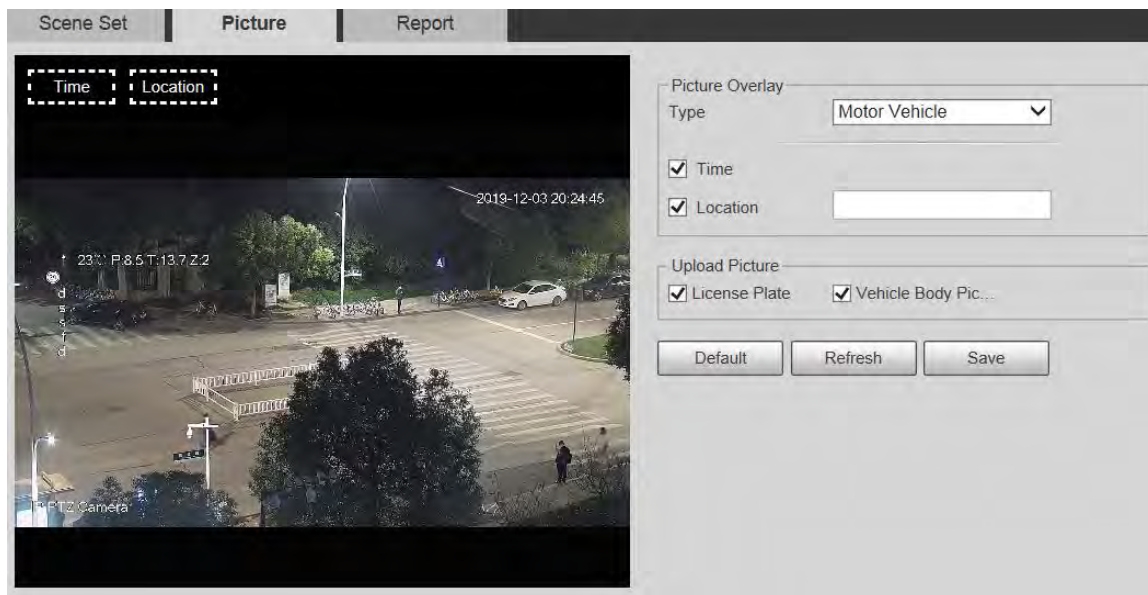 Scene Set Picture Report
Time Location
2019-12-03 20:24:45
P:8.5 T:13.7 Z:2
d
s
s
f
d
PTZ Camera
Picture Overlay
Type Motor Vehicle
Time
Location
Upload Picture
License Plate Vehicle Body Pic...
Default Refresh Save